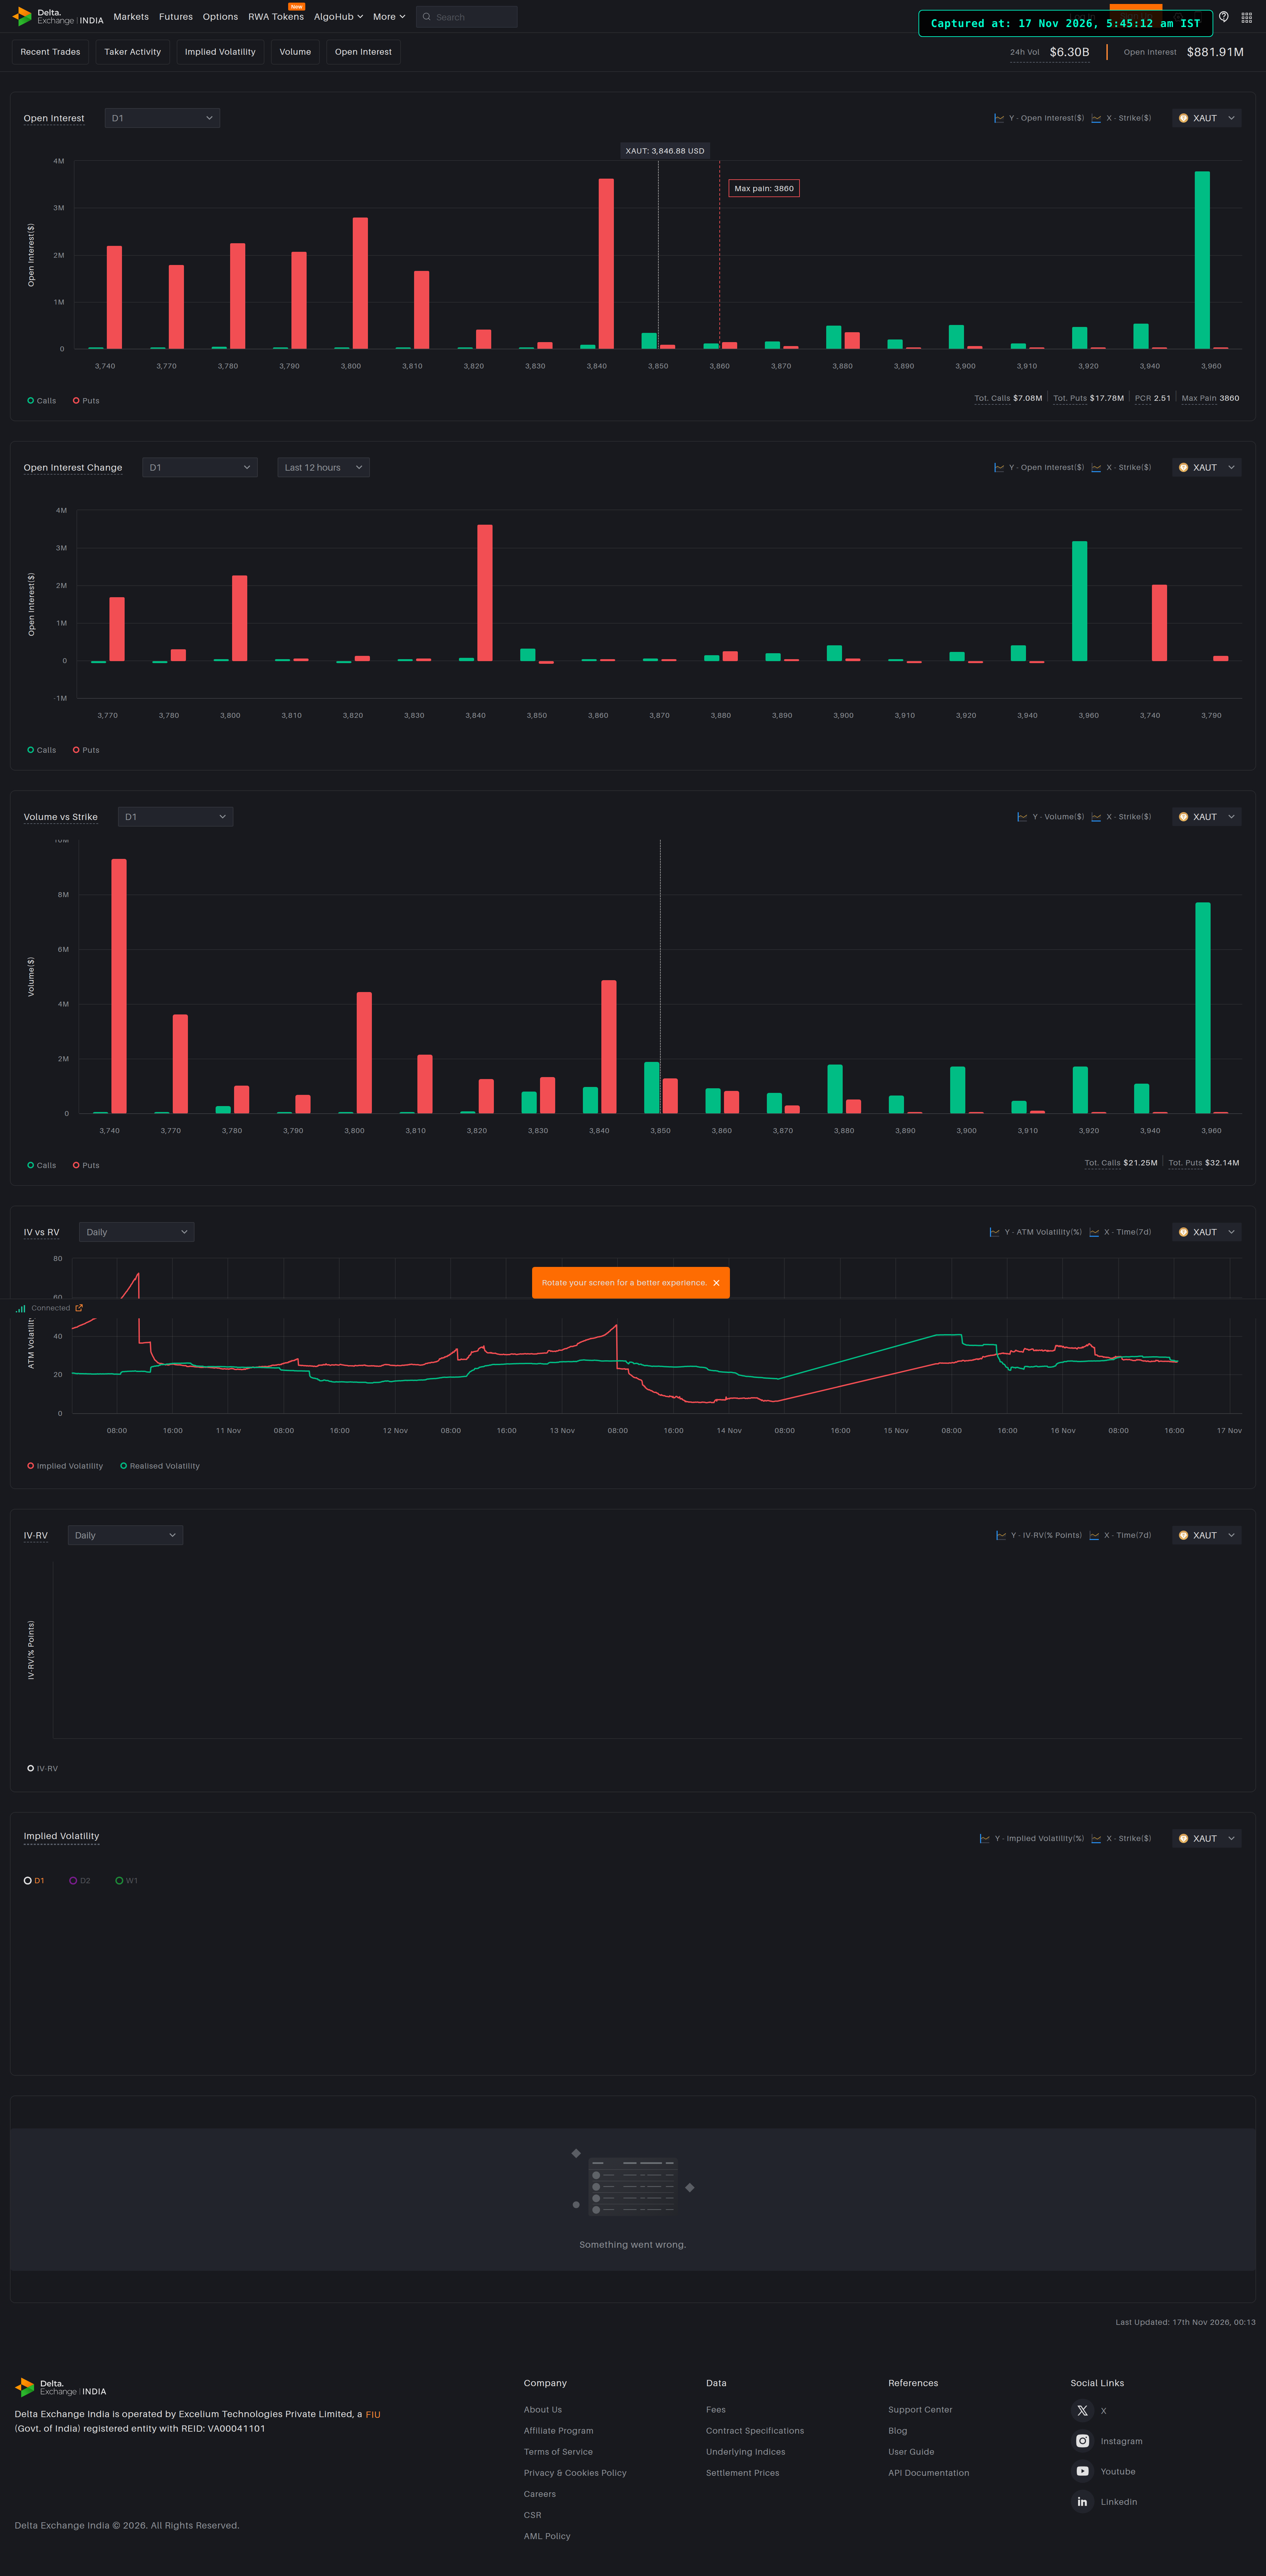 Delta.
Exchange | INDIA
Markets Futures Options RWA Tokens New AlgoHub More Search
Captured at: 17 Nov 2026, 5:45:12 am IST
Recent Trades Taker Activity Implied Volatility Volume Open Interest
24h Vol $6.30B Open Interest $881.91M
Open Interest D1 Y - Open Interest($) X - Strike($) XAUT
XAUT: 3,846.88 USD
Max pain: 3860
Open Interest($)
4M
3M
2M
1M
0
3,740 3,770 3,780 3,790 3,800 3,810 3,820 3,830 3,840 3,850 3,860 3,870 3,880 3,890 3,900 3,910 3,920 3,940 3,960
Calls Puts
Tot. Calls $7.08M Tot. Puts $17.78M PCR 2.51 Max Pain 3860
Open Interest Change D1 Last 12 hours Y - Open Interest($) X - Strike($) XAUT
Open Interest($)
4M
3M
2M
1M
0
-1M
3,770 3,780 3,800 3,810 3,820 3,830 3,840 3,850 3,860 3,870 3,880 3,890 3,900 3,910 3,920 3,940 3,960 3,740 3,790
Calls Puts
Volume vs Strike D1 Y - Volume($) X - Strike($) XAUT
Volume($)
10M
8M
6M
4M
2M
0
3,740 3,770 3,780 3,790 3,800 3,810 3,820 3,830 3,840 3,850 3,860 3,870 3,880 3,890 3,900 3,910 3,920 3,940 3,960
Calls Puts
Tot. Calls $21.25M Tot. Puts $32.14M
IV vs RV Daily Y - ATM Volatility(%) X - Time(7d) XAUT
80
60
Rotate your screen for a better experience.
Connected
ATM Volatility
40
20
0
08:00 16:00 11 Nov 08:00 16:00 12 Nov 08:00 16:00 13 Nov 08:00 16:00 14 Nov 08:00 16:00 15 Nov 08:00 16:00 16 Nov 08:00 16:00 17 Nov
Implied Volatility Realised Volatility
IV-RV Daily Y - IV-RV(% Points) X - Time(7d) XAUT
IV-RV(% Points)
IV-RV
Implied Volatility Y - Implied Volatility(%) X - Strike($) XAUT
D1 D2 W1
Something went wrong.
Last Updated: 17th Nov 2026, 00:13
Delta.
Exchange | INDIA
Delta Exchange India is operated by Excelium Technologies Private Limited, a FIU
(Govt. of India) registered entity with REID: VA00041101
Delta Exchange India © 2026. All Rights Reserved.
Company
About Us
Affiliate Program
Terms of Service
Privacy & Cookies Policy
Careers
CSR
AML Policy
Data
Fees
Contract Specifications
Underlying Indices
Settlement Prices
References
Support Center
Blog
User Guide
API Documentation
Social Links
X
Instagram
Youtube
Linkedin